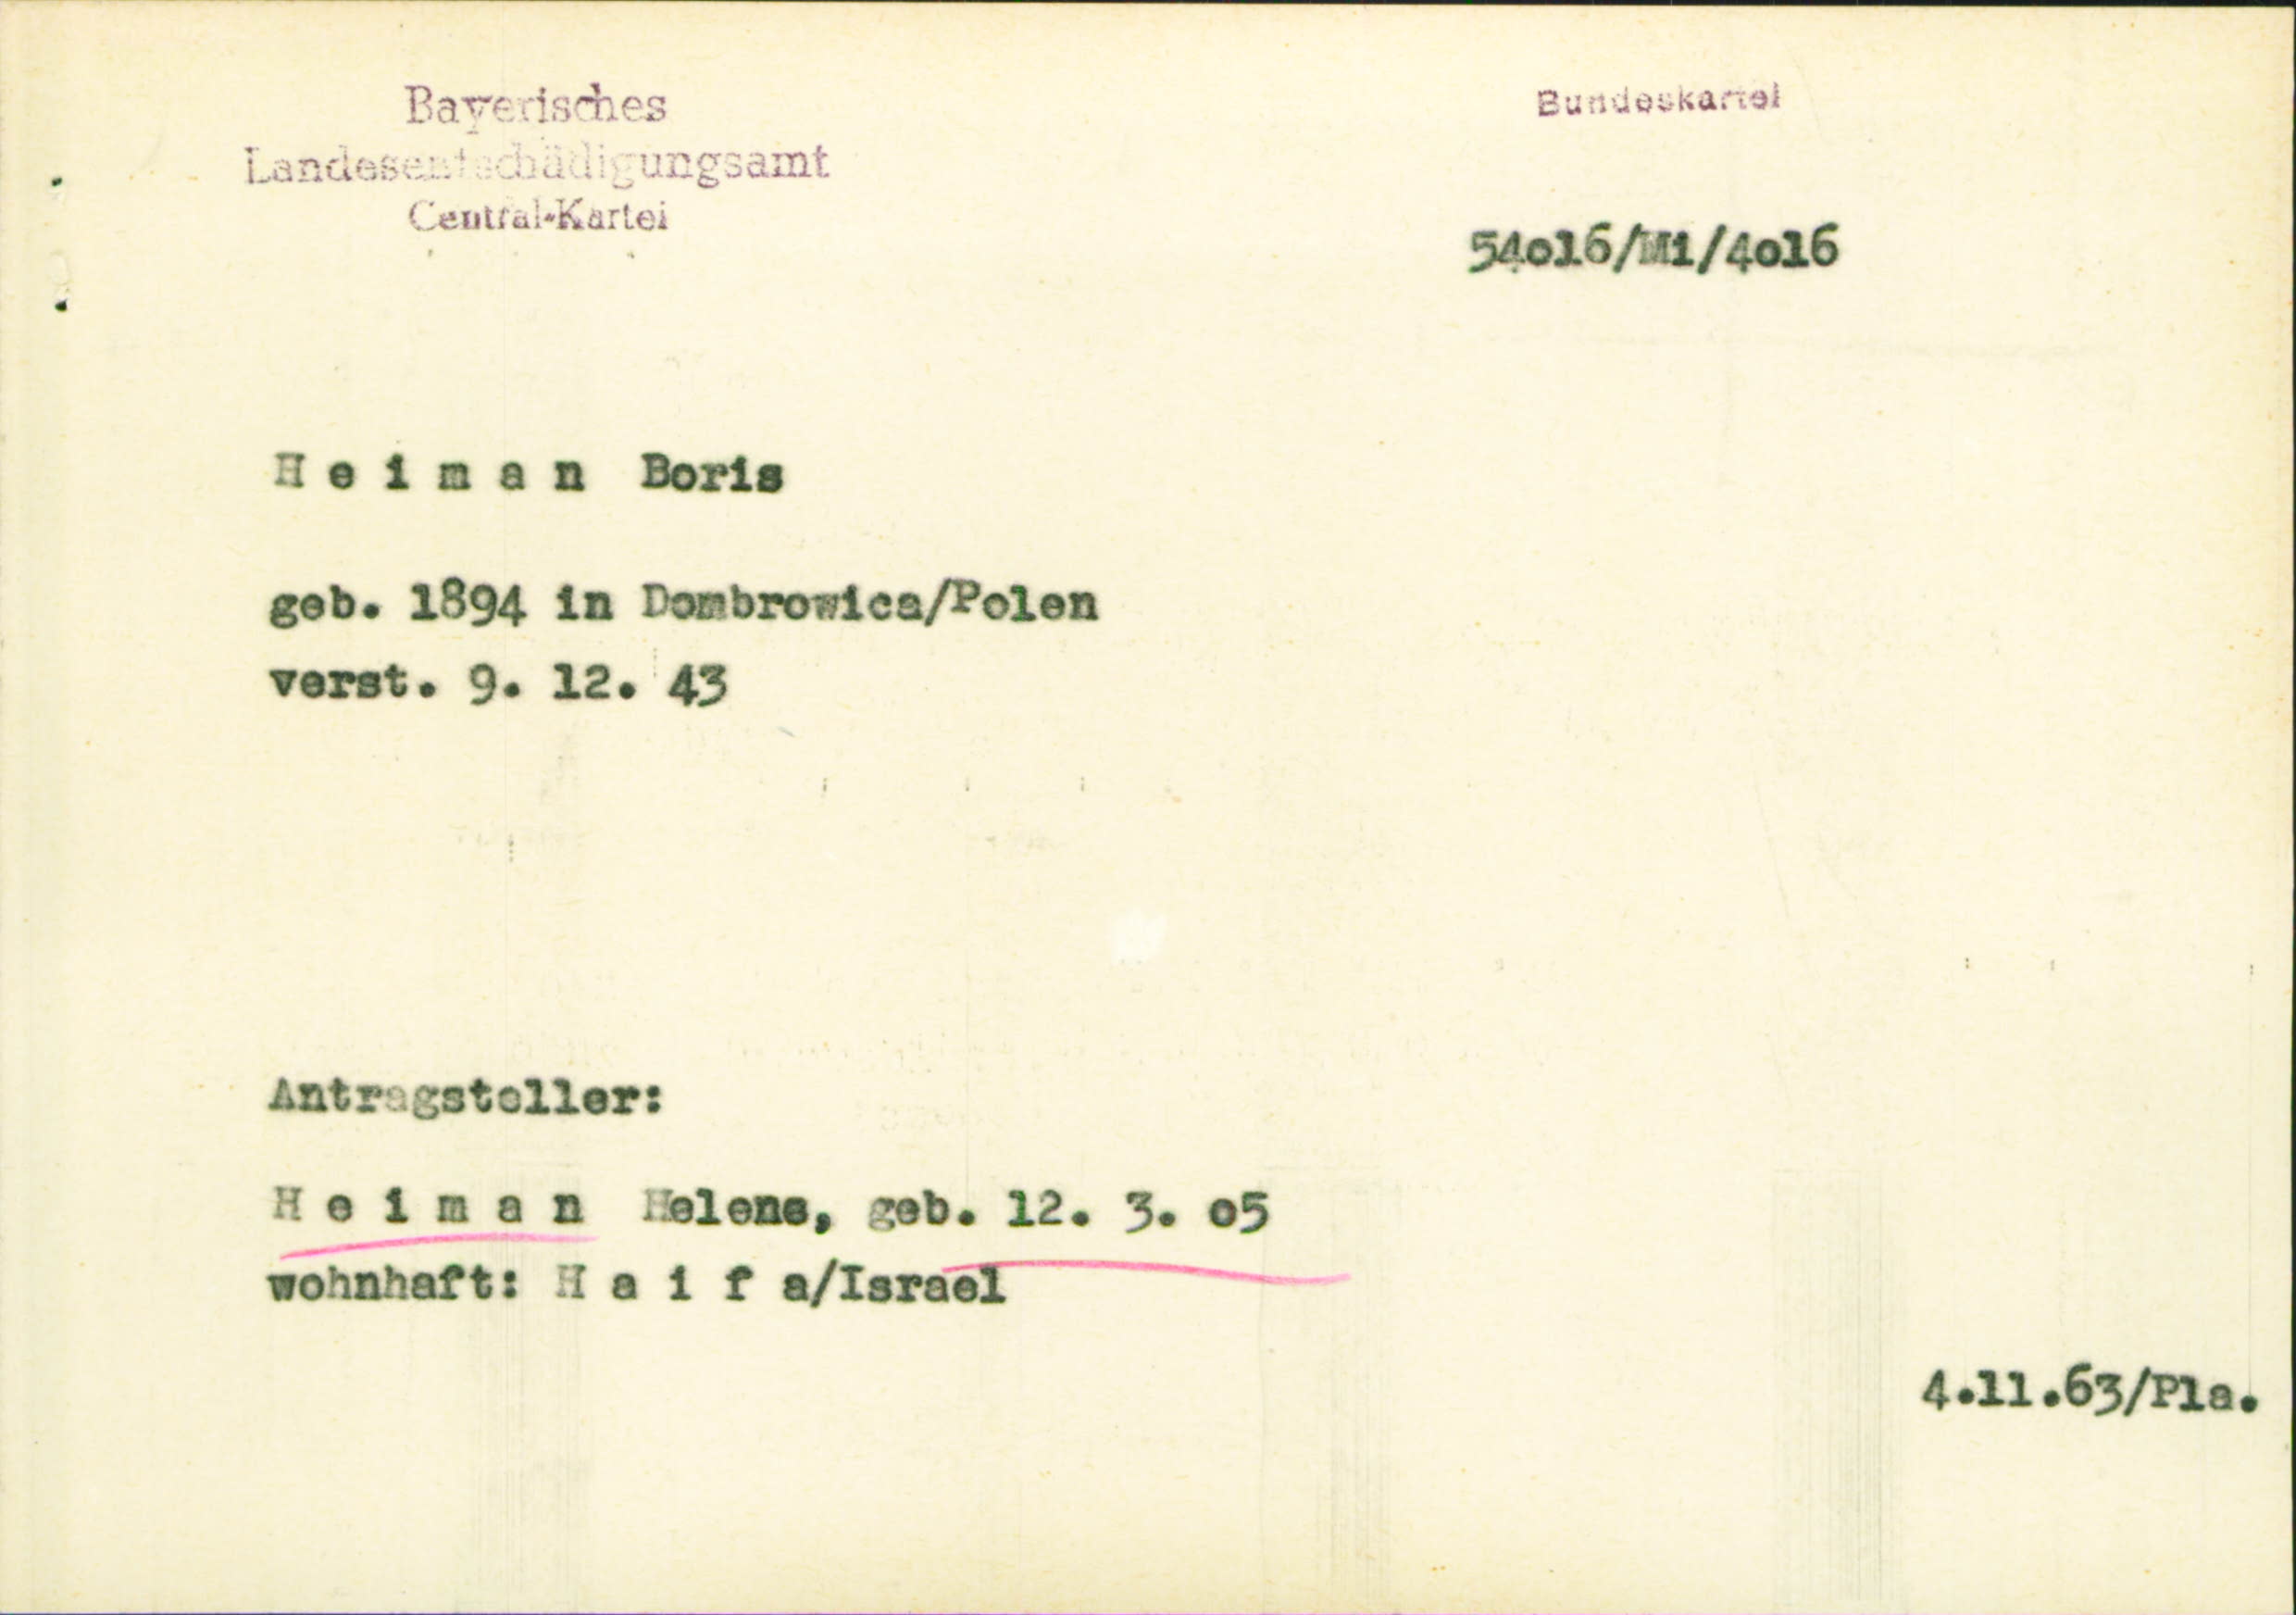 Bayerisches
Landesentschädigungsamt
Central-Kartei
Bundeskartei
54o16/Mi/4o16
H e i m a n Boris
geb. 1894 in Dombrowica/Polen
verst. 9. 12. 43
Antragsteller:
H e i m a n Helene, geb. 12. 3. o5
wohnhaft: H a i f a/Israel
4.11.63/Pla.